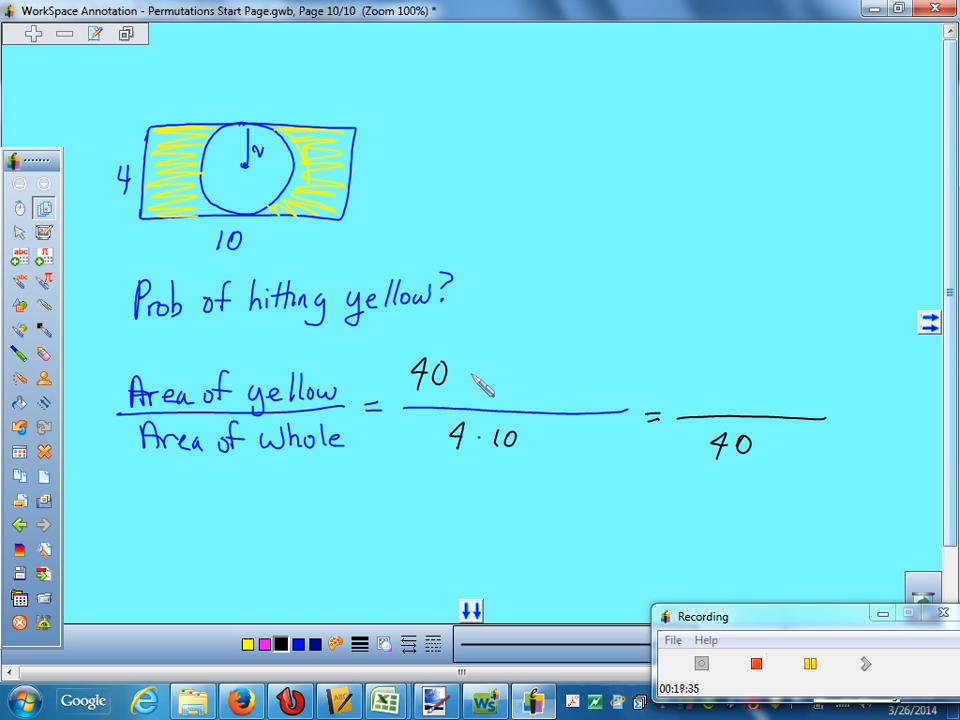 WorkSpace Annotation - Permutations Start Page.gwb, Page 10/10 (Zoom 100%) *
2
4
10
Prob of hitting yellow?
Area of yellow
Area of whole
=
40
4 · 10
=
40
Recording
File Help
00:19:35
Google
3/26/2014